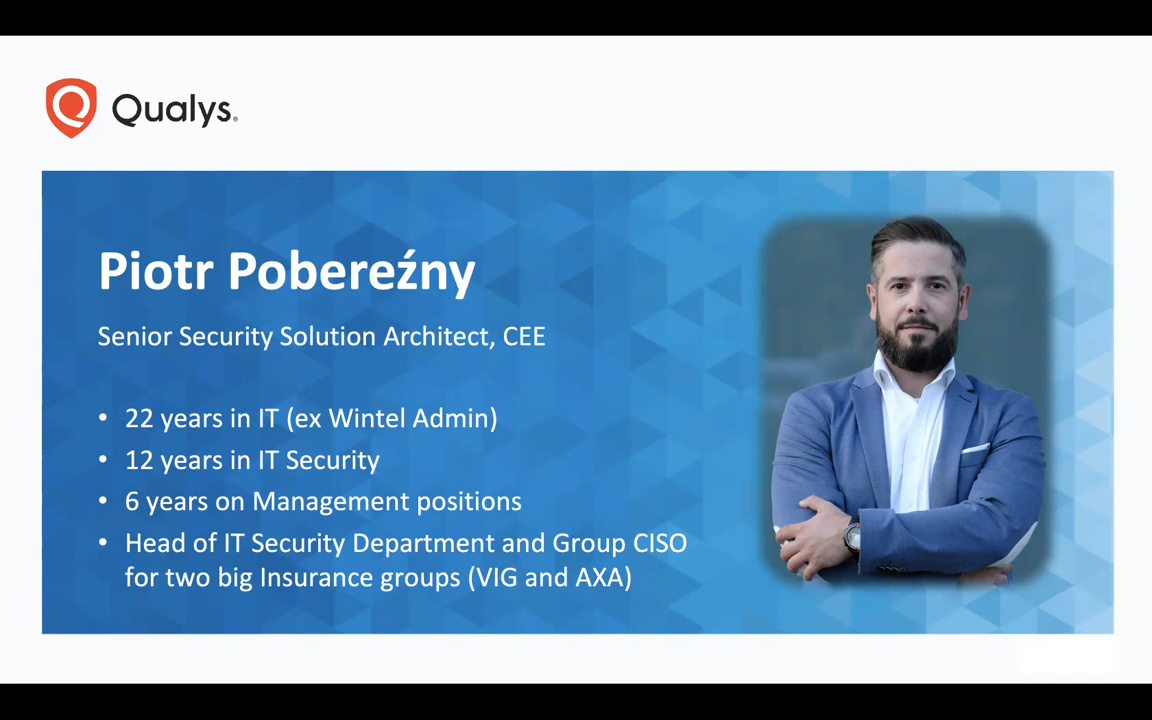 Qualys.
Piotr Pobereźny
Senior Security Solution Architect, CEE
• 22 years in IT (ex Wintel Admin)
• 12 years in IT Security
• 6 years on Management positions
• Head of IT Security Department and Group CISO
for two big Insurance groups (VIG and AXA)